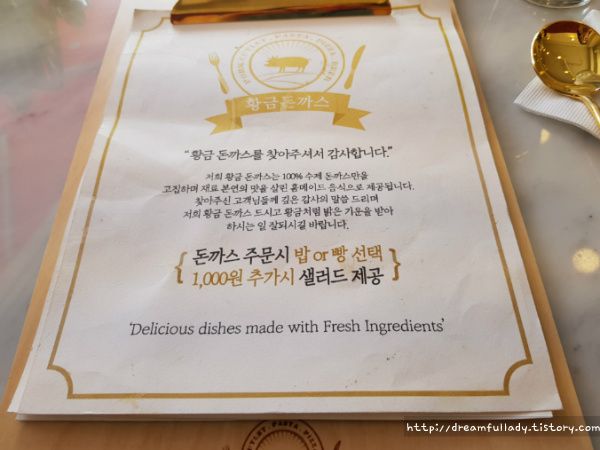 PORKCUTLET . PASTA . PIZZA . BEER
황금돈까스
“황금 돈까스를 찾아주셔서 감사합니다.”
저희 황금 돈까스는 100% 수제 돈까스만을
고집하며 재료 본연의 맛을 살린 홈메이드 음식으로 제공됩니다.
찾아주신 고객님들께 깊은 감사의 말씀 드리며
저희 황금 돈까스 드시고 황금처럼 밝은 기운을 받아
하시는 일 잘되시길 바랍니다.
{ 돈까스 주문시 밥 or 빵 선택
1,000원 추가시 샐러드 제공 }
‘Delicious dishes made with Fresh Ingredients’
PASTA
http://dreamfullady.tistory.com